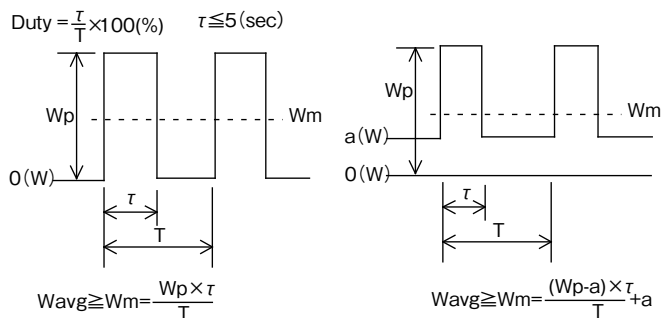 Duty = τ/T ×100(%)
τ≦5(sec)
Wp
Wm
0(W)
τ
T
Wavg≧Wm= Wp×τ/T
Wp
Wm
a(W)
0(W)
τ
T
Wavg≧Wm= (Wp-a)×τ/T +a